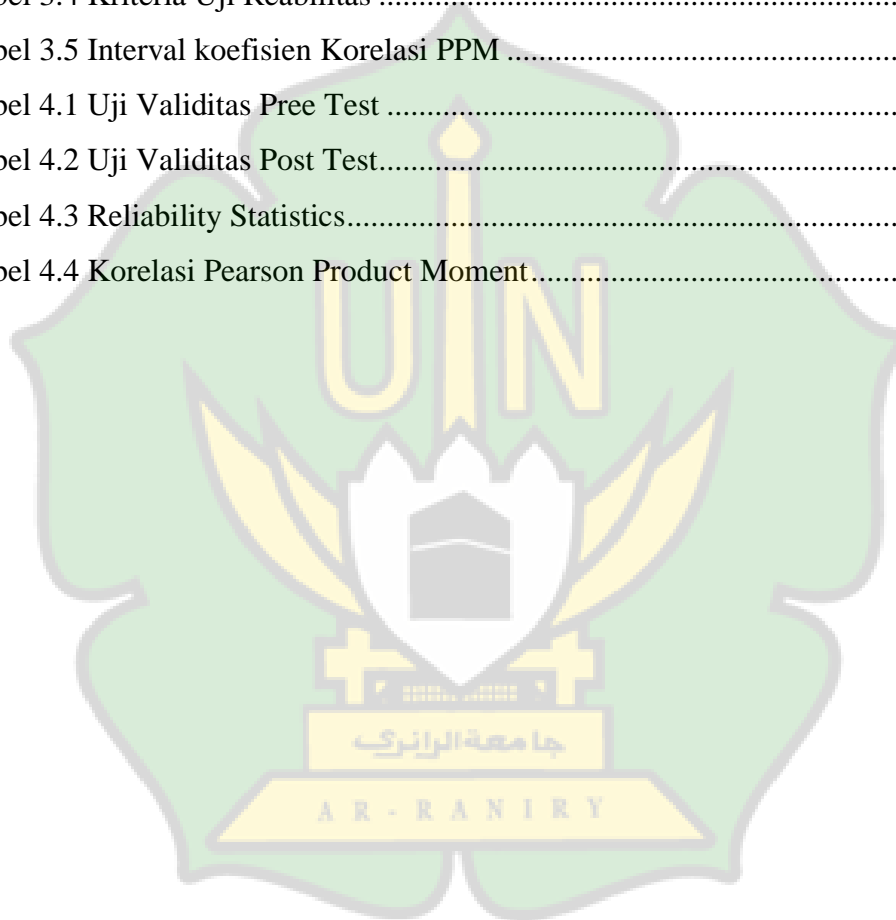 bel 3.4 Kriteria Uji Reabilitas ........................................................................
bel 3.5 Interval koefisien Korelasi PPM ....................................................
bel 4.1 Uji Validitas Pree Test ....................................................................
bel 4.2 Uji Validitas Post Test.....................................................................
bel 4.3 Reliability Statistics.........................................................................
bel 4.4 Korelasi Pearson Product Moment.................................................
UIN
جامعةالرانري
AR-RANIRY